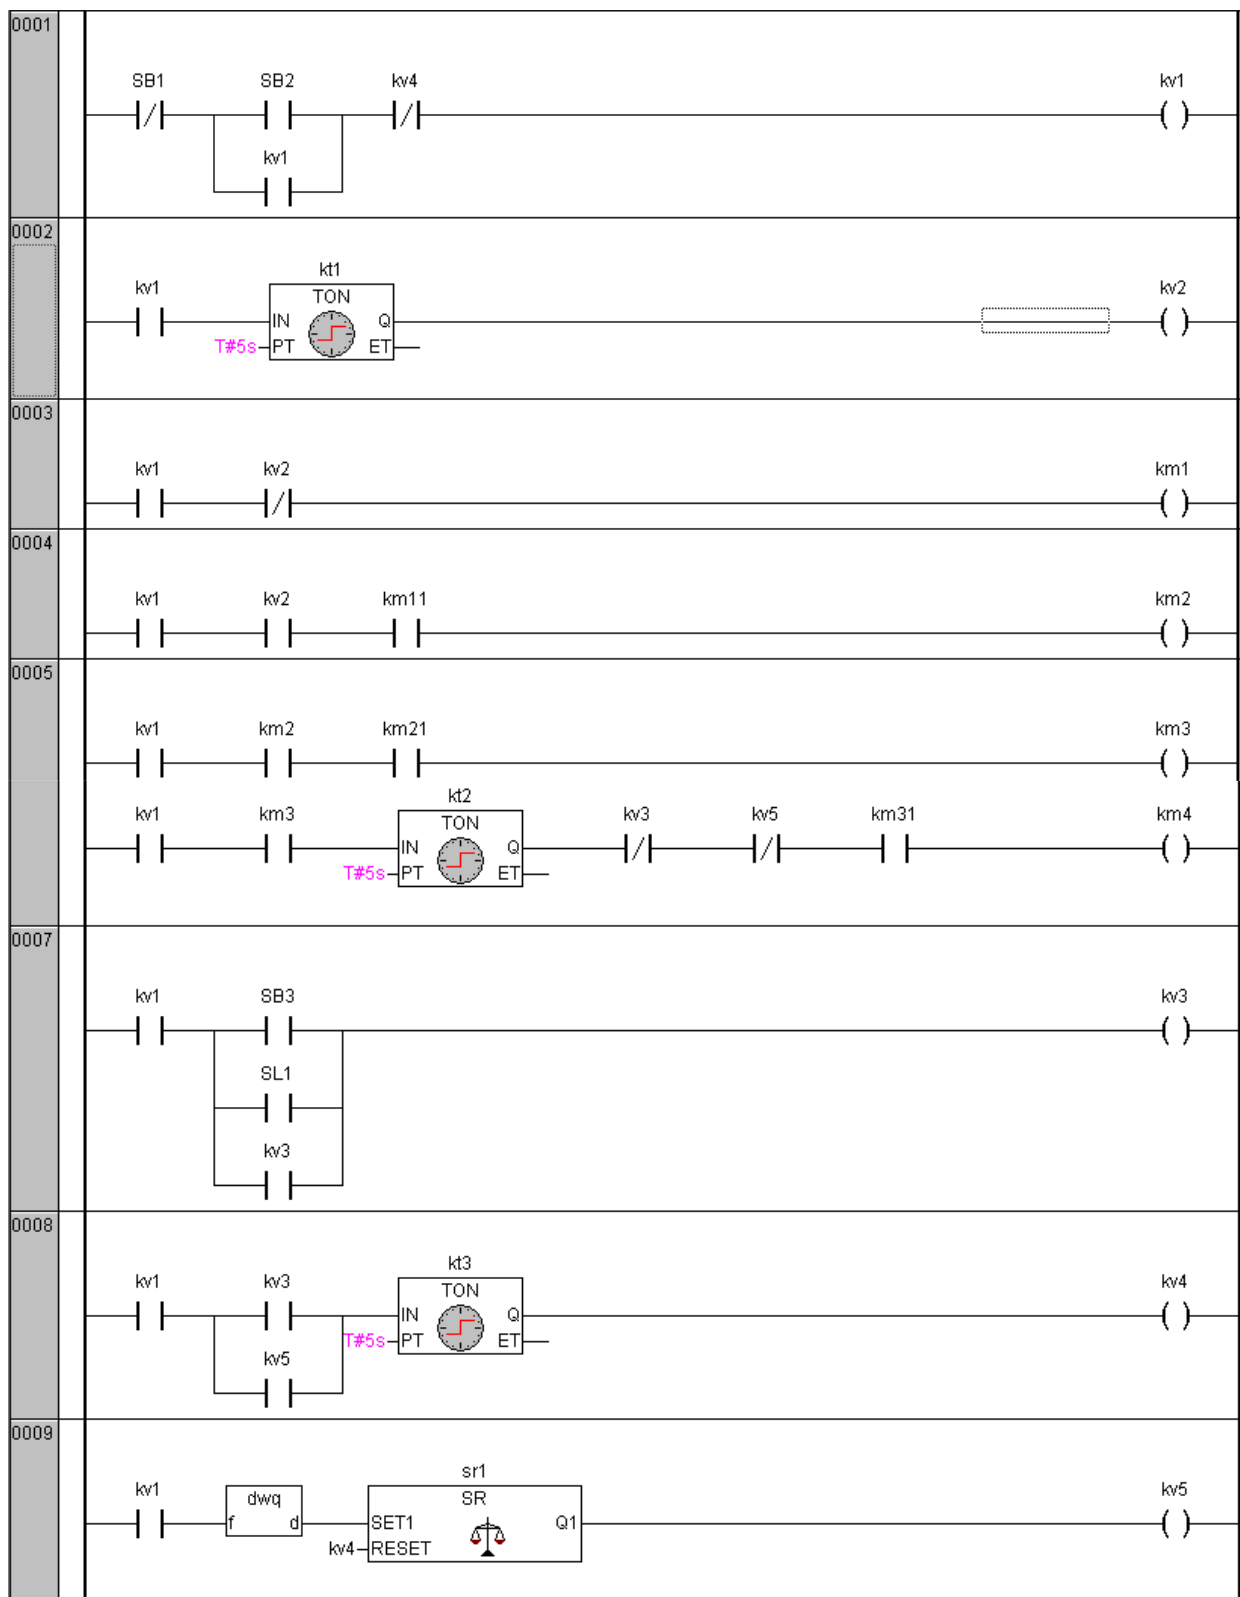 0001
SB1 SB2 kv4 kv1
kv1
0002
kt1
kv1 TON kv2
IN Q
T#5s PT ET
0003
kv1 kv2 km1
0004
kv1 kv2 km11 km2
0005
kv1 km2 km21 km3
kt2
kv1 km3 TON kv3 kv5 km31 km4
IN Q
T#5s PT ET
0007
kv1 SB3 kv3
SL1
kv3
0008
kt3
kv1 kv3 TON kv4
IN Q
T#5s PT ET
kv5
0009
sr1
kv1 dwq SR kv5
f d SET1 Q1
kv4 RESET